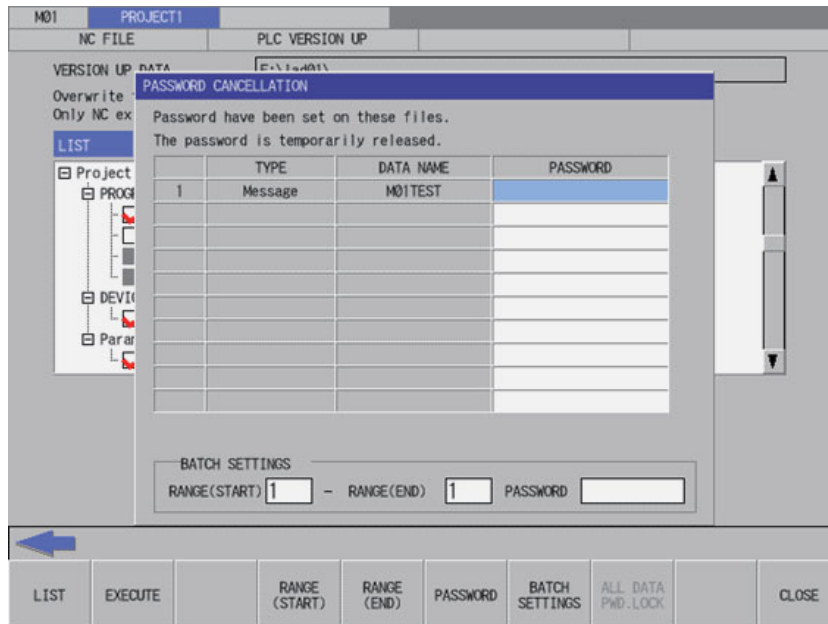 M01 PROJECT1
NC FILE PLC VERSION UP
VERSION UP DATA E:\lad01\
Overwrite
Only NC ex
PASSWORD CANCELLATION
Password have been set on these files.
The password is temporarily released.
LIST
TYPE DATA NAME PASSWORD
Project
1 Message M01TEST
PROGR
DEVIC
Param
BATCH SETTINGS
RANGE(START) 1 - RANGE(END) 1 PASSWORD
LIST EXECUTE RANGE (START) RANGE (END) PASSWORD BATCH SETTINGS ALL DATA PWD.LOCK CLOSE